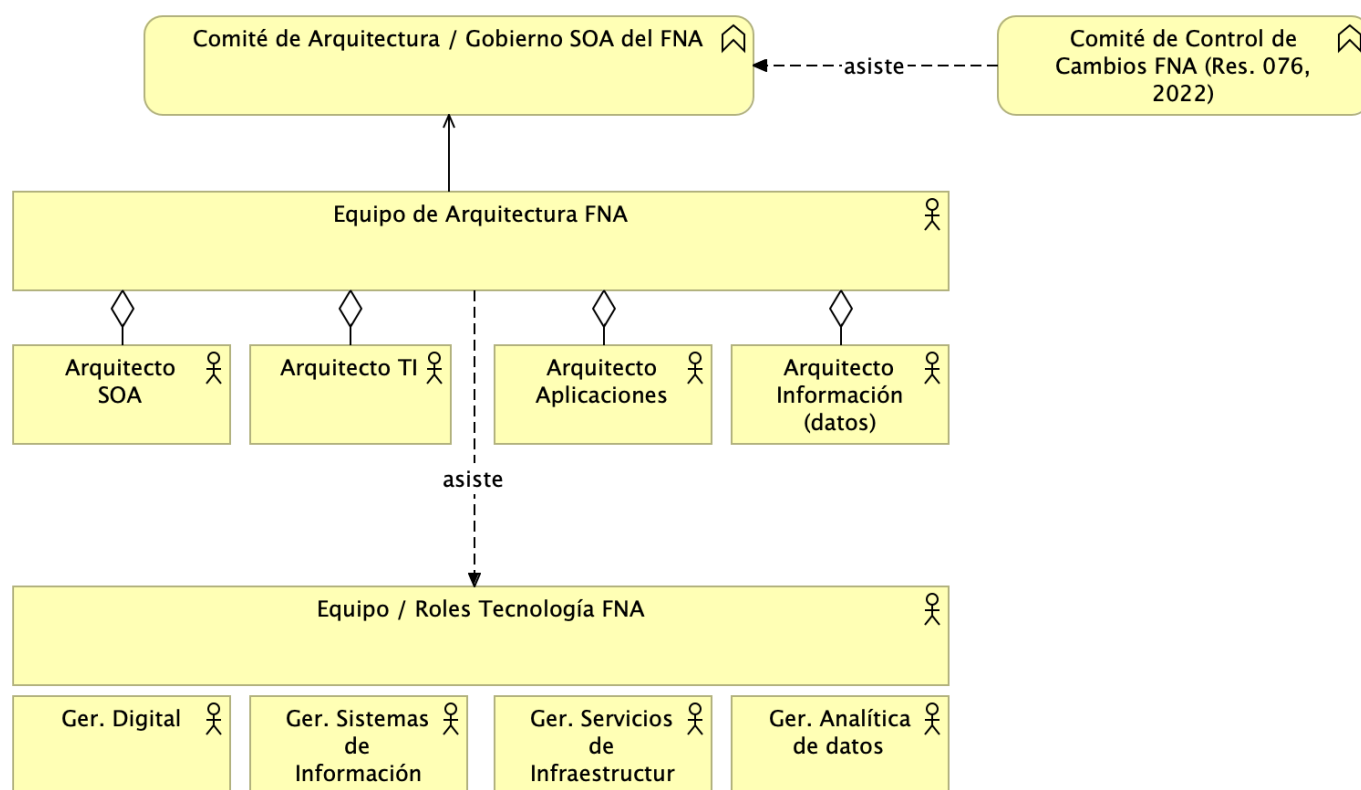 Comité de Arquitectura / Gobierno SOA del FNA
asiste
Comité de Control de
Cambios FNA (Res. 076,
2022)
Equipo de Arquitectura FNA
Arquitecto
SOA
Arquitecto TI
Arquitecto
Aplicaciones
Arquitecto
Información
(datos)
asiste
Equipo / Roles Tecnología FNA
Ger. Digital
Ger. Sistemas
de
Información
Ger. Servicios
de
Infraestructur
Ger. Analítica
de datos